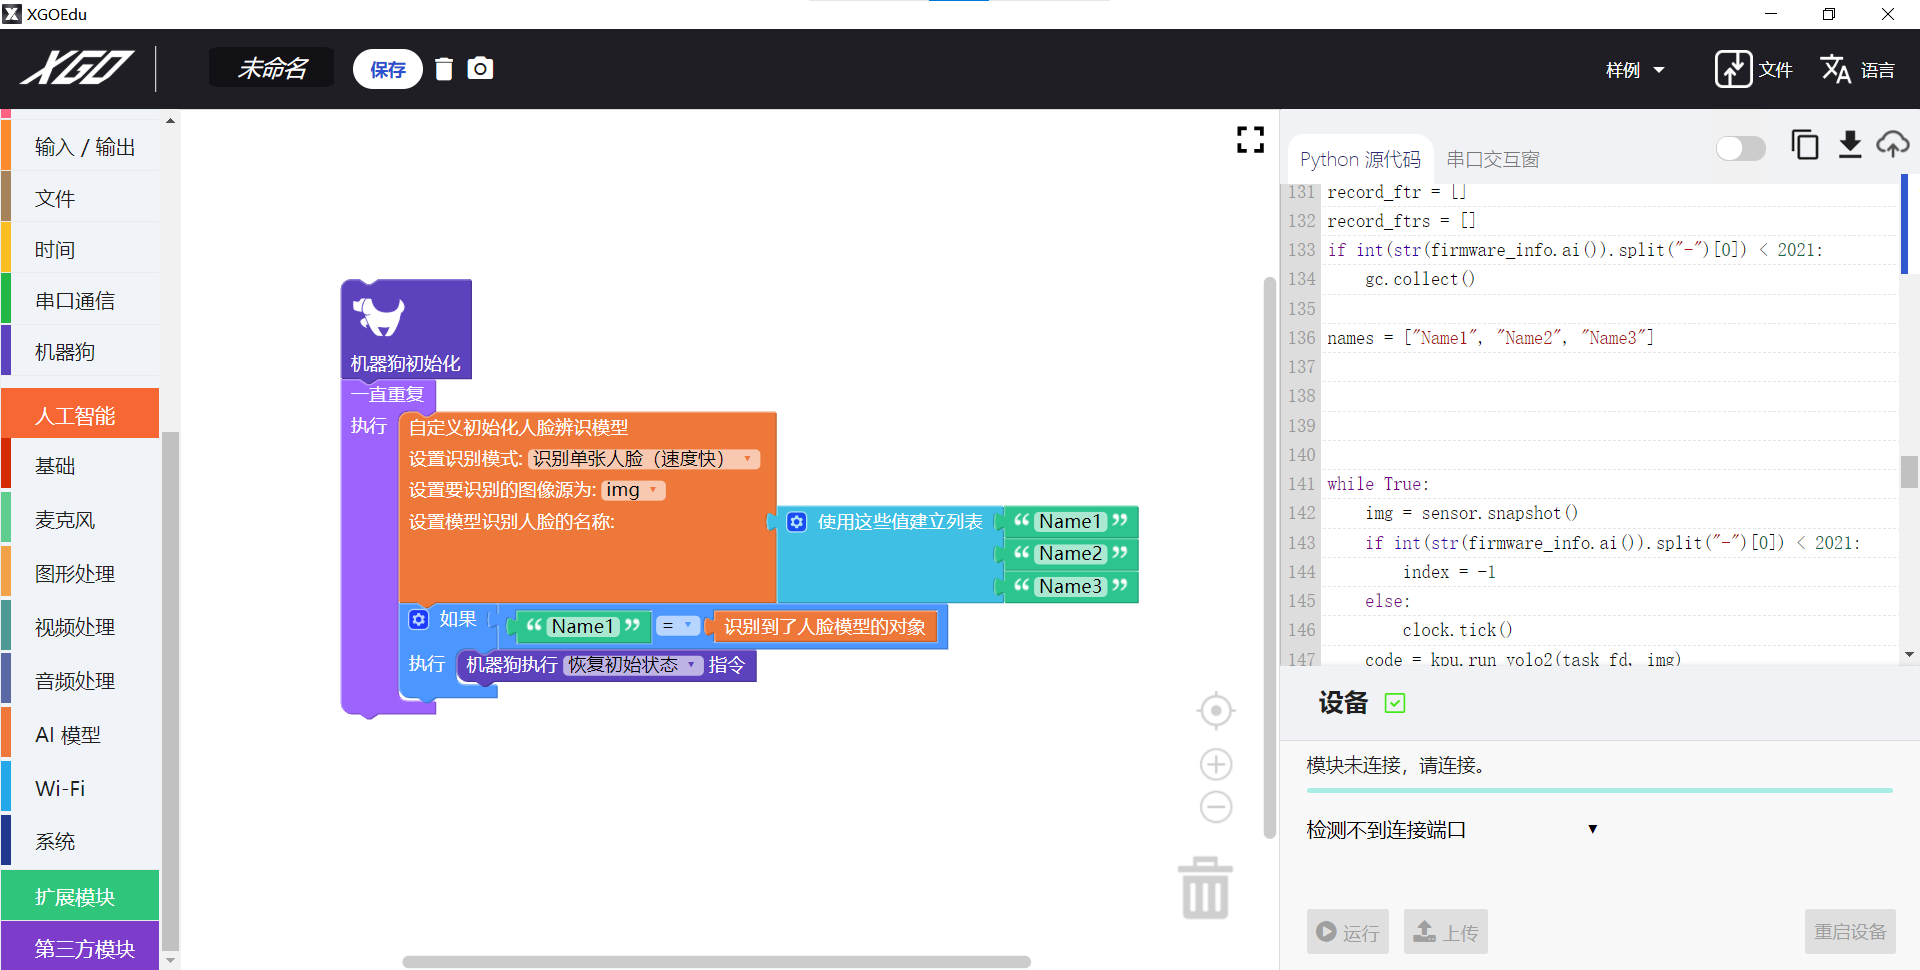 XGOEdu
XGO
未命名
保存
样例
文件
语言
输入 / 输出
文件
时间
串口通信
机器狗
人工智能
基础
麦克风
图形处理
视频处理
音频处理
AI 模型
Wi-Fi
系统
扩展模块
第三方模块
机器狗初始化
一直重复
执行
自定义初始化人脸辨识模型
设置识别模式: 识别单张人脸（速度快）
设置要识别的图像源为: img
设置模型识别人脸的名称:
使用这些值建立列表
“ Name1 ”
“ Name2 ”
“ Name3 ”
如果 “ Name1 ” = 识别到了人脸模型的对象
执行 机器狗执行 恢复初始状态 指令
Python 源代码 串口交互窗
131 record_ftr = []
132 record_ftrs = []
133 if int(str(firmware_info.ai()).split("-")[0]) < 2021:
134 gc.collect()
135
136 names = ["Name1", "Name2", "Name3"]
137
138
139
140
141 while True:
142 img = sensor.snapshot()
143 if int(str(firmware_info.ai()).split("-")[0]) < 2021:
144 index = -1
145 else:
146 clock.tick()
147 code = kpu.run_yolo2(task_fd, img)
设备
模块未连接，请连接。
检测不到连接端口
运行
上传
重启设备